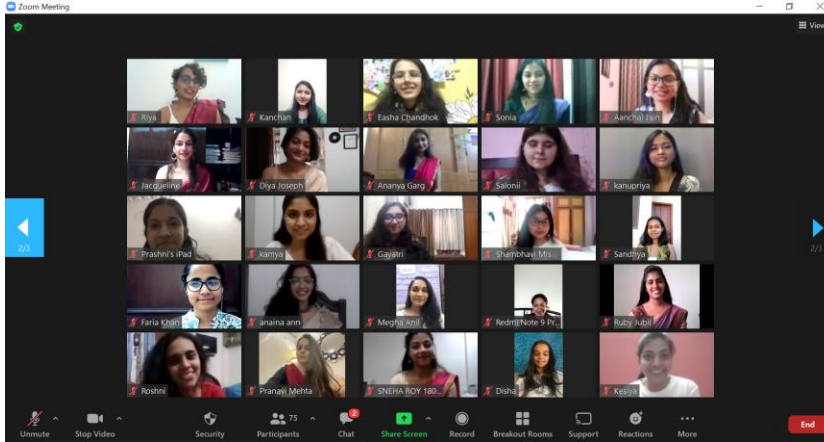 Zoom Meeting
View
Riya
Kanchan
Easha Chandhok
Sonia
Aanchal Jain
Jacqueline
Diya Joseph
Ananya Garg
Salonii
kanupriya
2/3
2/3
Prashni's iPad
kamya
Gayatri
Shambhavi Mis...
Sandhya
Faria Khan
anaina ann
Megha Anil
Redmi Note 9 Pr...
Ruby Jubil
Roshni
Pranavi Mehta
SNEHA ROY 180...
Disha
Kesiya
75
2
Unmute
Stop Video
Security
Participants
Chat
Share Screen
Record
Breakout Rooms
Support
Reactions
More
End